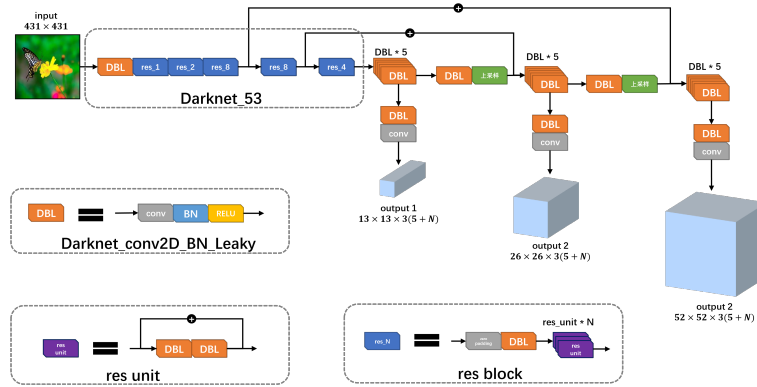 input
431 × 431
DBL
res_1
res_2
res_8
res_8
res_4
Darknet_53
DBL * 5
DBL
DBL
上采样
DBL * 5
DBL
DBL
上采样
DBL * 5
DBL
DBL
conv
DBL
conv
DBL
conv
output 1
13 × 13 × 3(5 + N)
output 2
26 × 26 × 3(5 + N)
output 2
52 × 52 × 3(5 + N)
DBL
conv
BN
RELU
Darknet_conv2D_BN_Leaky
res
unit
DBL
DBL
res unit
res_N
padding
DBL
res_unit * N
res
unit
res block